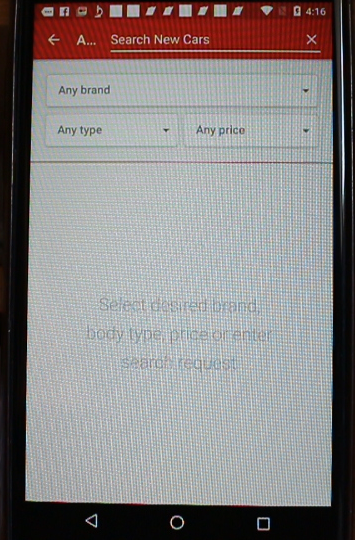 4:16
A... Search New Cars
Any brand
Any type Any price
Select desired brand,
body type, price or enter
search request